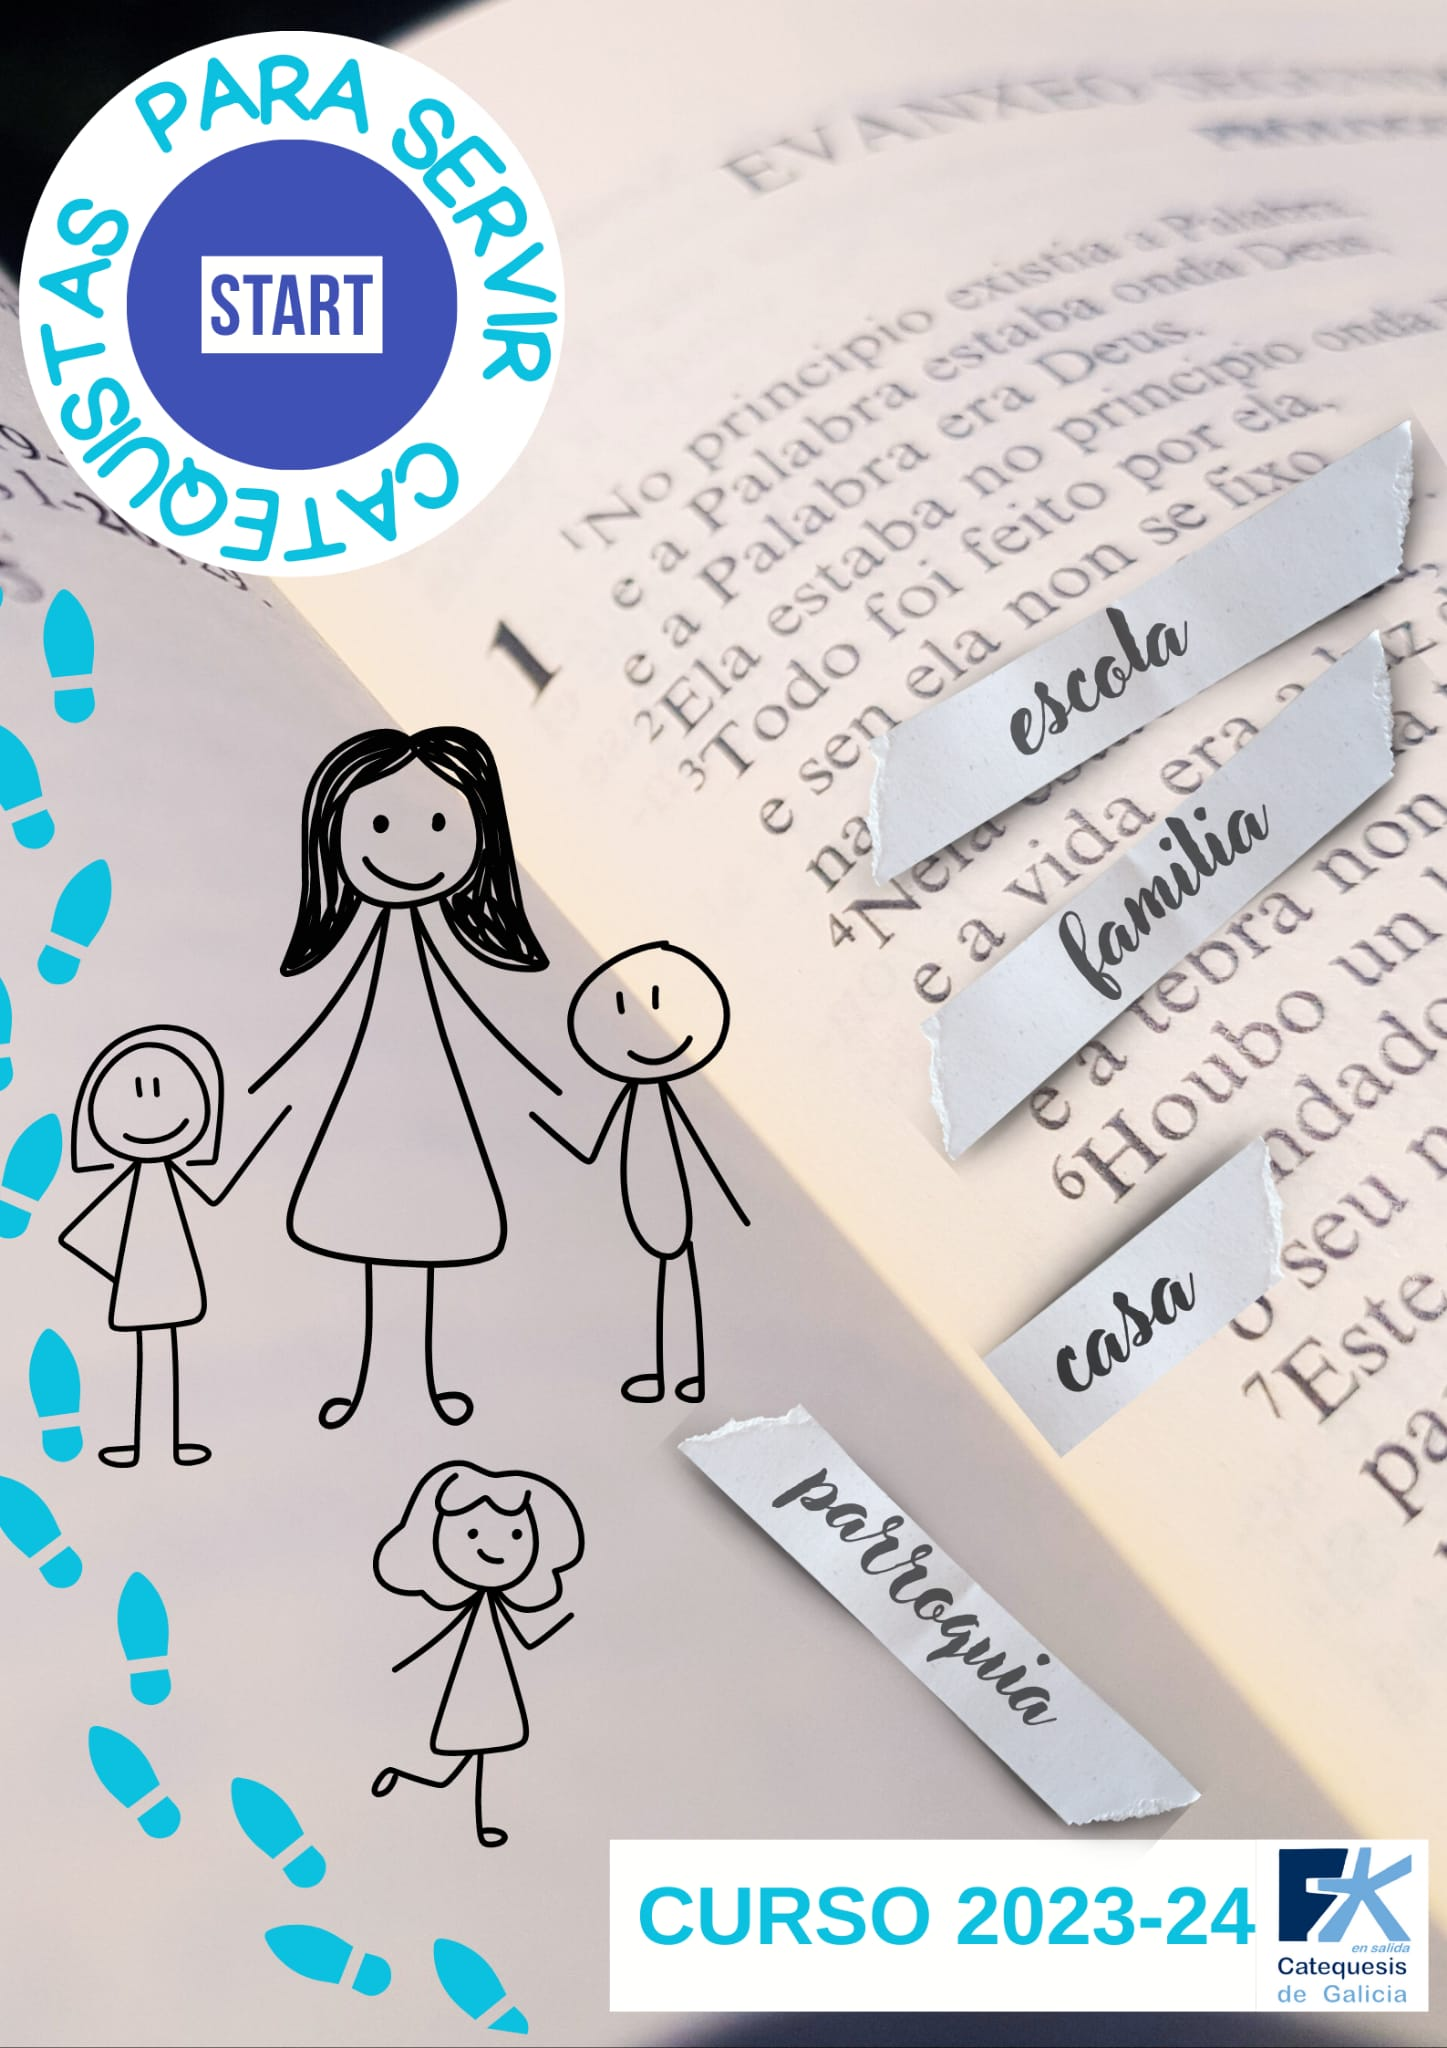 CATEQUISTAS PARA SERVIR
START
EVANXEO
1
¹No principio existía a Palabra
e a Palabra estaba onda Deus,
e a Palabra era Deus.
²Ela estaba no principio onda
³Todo foi feito por ela,
e sen ela non se fixo
⁴Nela
e a vida era
e a tebra non
⁶Houbo un
o seu
⁷Este
escola
familia
casa
parroquia
CURSO 2023-24
en salida
Catequesis
de Galicia